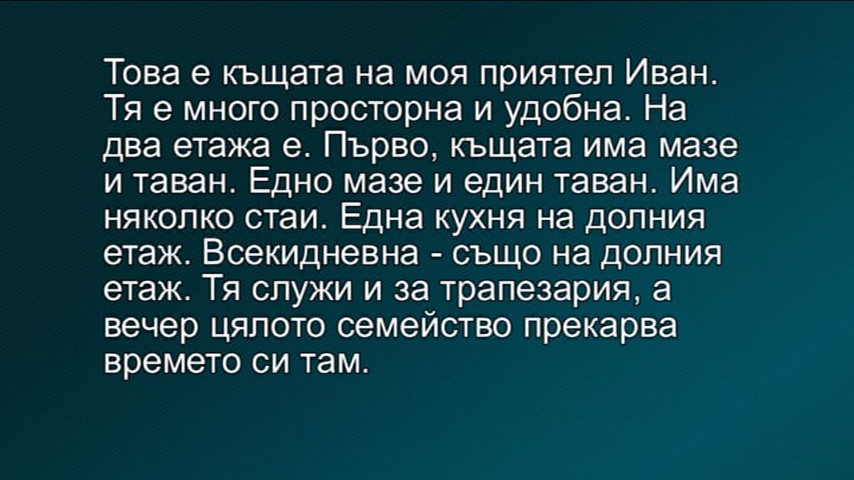 Това е къщата на моя приятел Иван.
Тя е много просторна и удобна. На
два етажа е. Първо, къщата има мазе
и таван. Едно мазе и един таван. Има
няколко стаи. Една кухня на долния
етаж. Всекидневна - също на долния
етаж. Тя служи и за трапезария, а
вечер цялото семейство прекарва
времето си там.